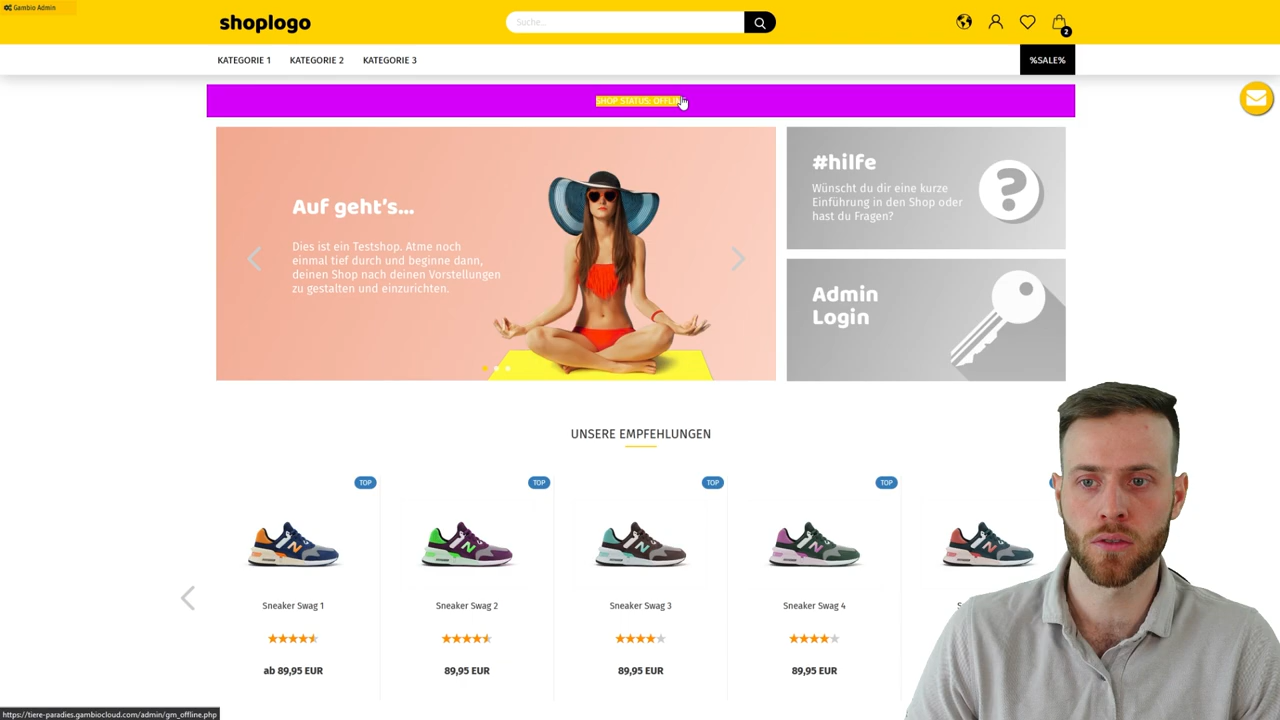 Gambio Admin
shoplogo
Suche...
2
KATEGORIE 1 KATEGORIE 2 KATEGORIE 3 %SALE%
SHOP STATUS: OFFLINE
Auf geht's...
Dies ist ein Testshop. Atme noch
einmal tief durch und beginne dann,
deinen Shop nach deinen Vorstellungen
zu gestalten und einzurichten.
#hilfe
Wünscht du dir eine kurze
Einführung in den Shop oder
hast du Fragen?
?
Admin
Login
UNSERE EMPFEHLUNGEN
TOP TOP TOP TOP
Sneaker Swag 1 Sneaker Swag 2 Sneaker Swag 3 Sneaker Swag 4
ab 89,95 EUR 89,95 EUR 89,95 EUR 89,95 EUR
https://tiere-paradies.gambiocloud.com/admin/gm_offline.php